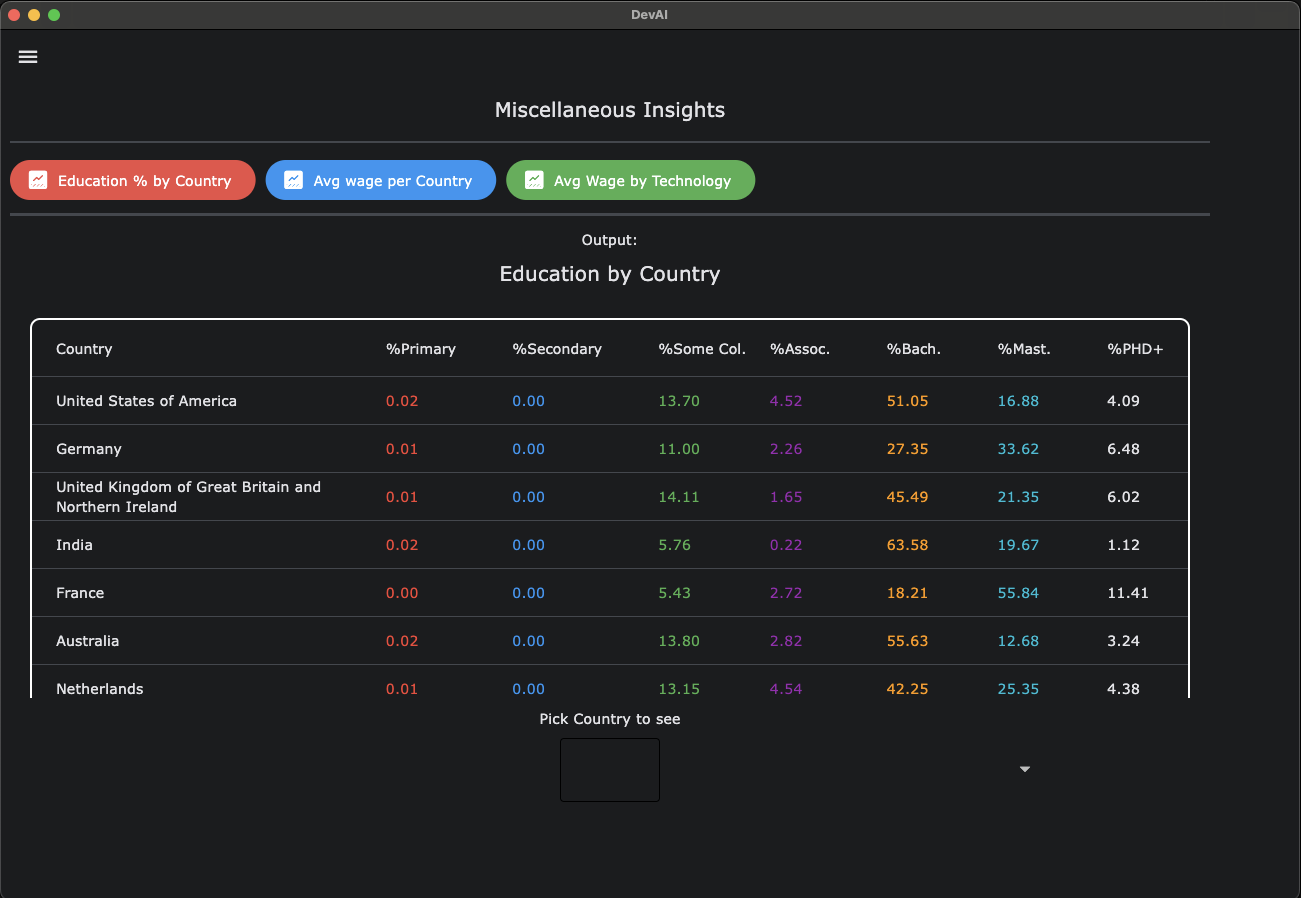 DevAI
Miscellaneous Insights
Education % by Country Avg wage per Country Avg Wage by Technology
Output:
Education by Country
Country %Primary %Secondary %Some Col. %Assoc. %Bach. %Mast. %PHD+
United States of America 0.02 0.00 13.70 4.52 51.05 16.88 4.09
Germany 0.01 0.00 11.00 2.26 27.35 33.62 6.48
United Kingdom of Great Britain and
Northern Ireland 0.01 0.00 14.11 1.65 45.49 21.35 6.02
India 0.02 0.00 5.76 0.22 63.58 19.67 1.12
France 0.00 0.00 5.43 2.72 18.21 55.84 11.41
Australia 0.02 0.00 13.80 2.82 55.63 12.68 3.24
Netherlands 0.01 0.00 13.15 4.54 42.25 25.35 4.38
Pick Country to see